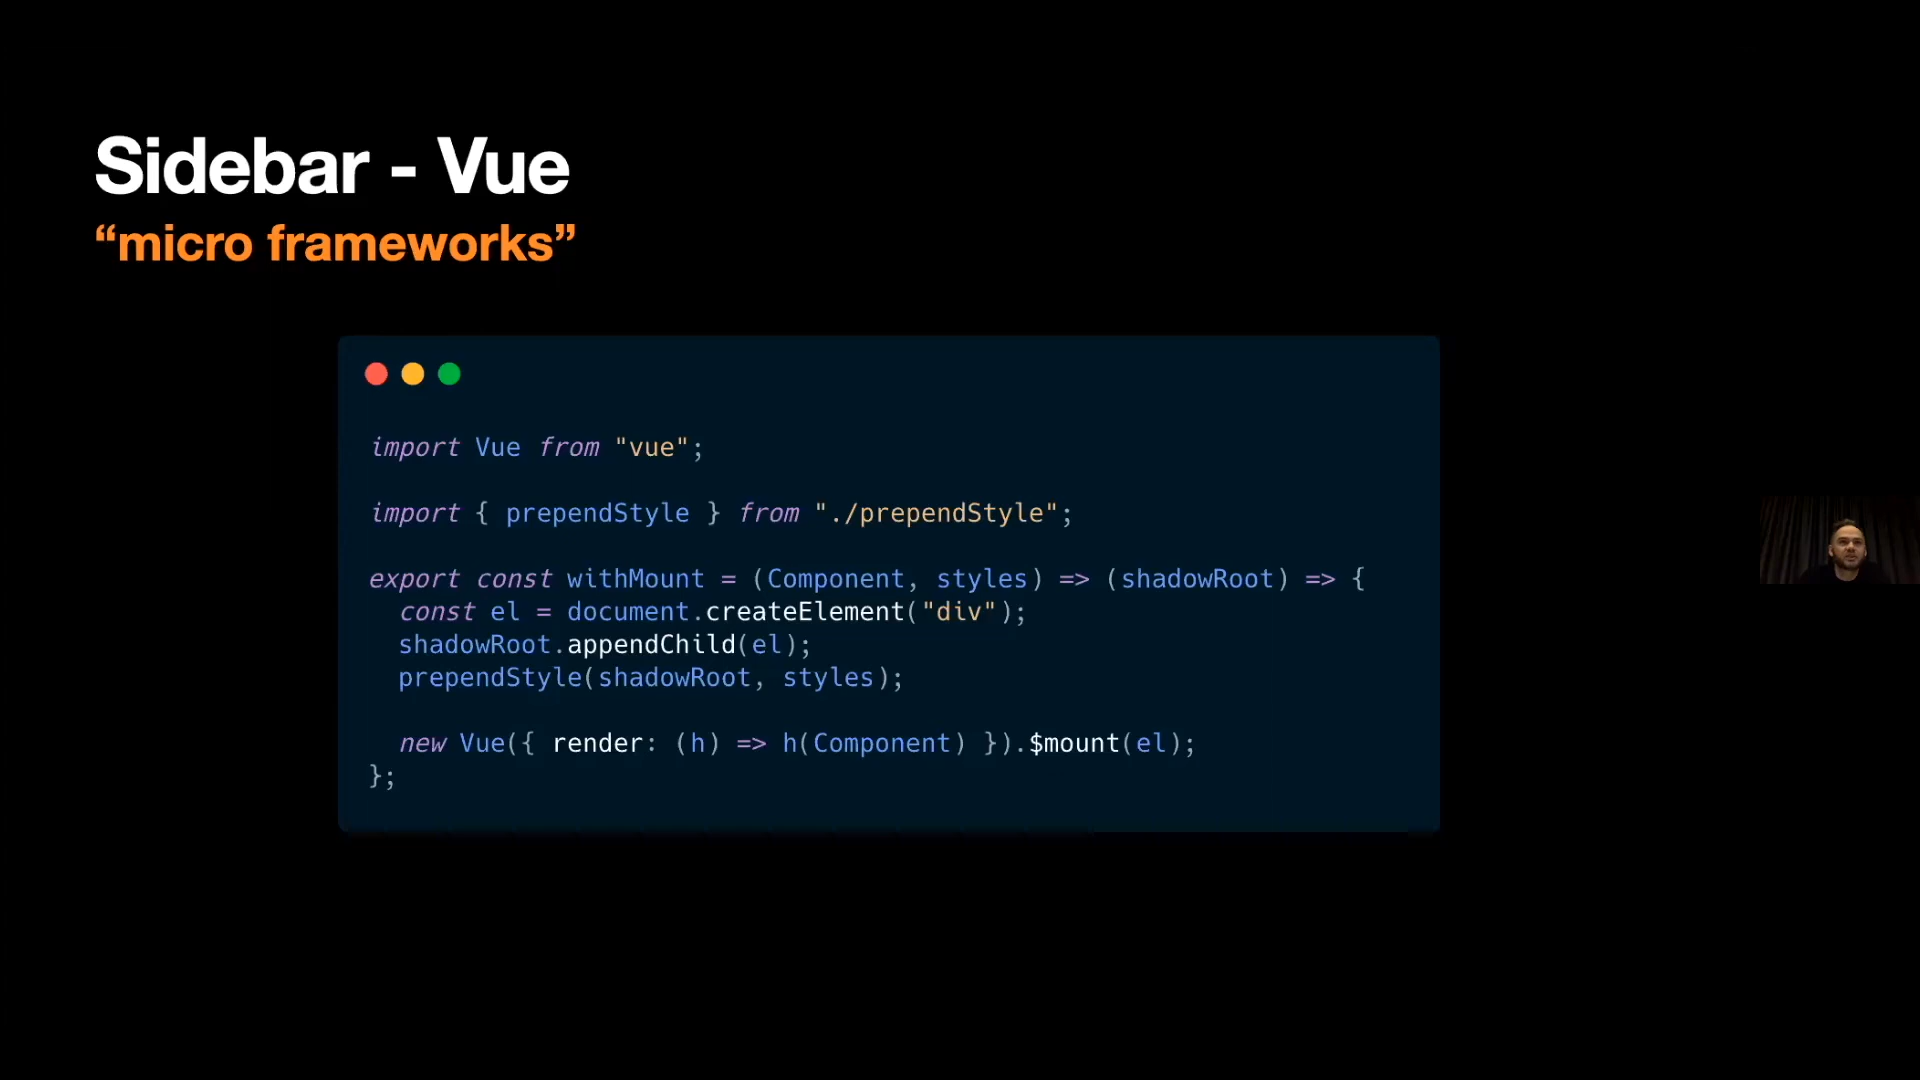 Sidebar - Vue
“micro frameworks”
import Vue from "vue";
import { prependStyle } from "./prependStyle";
export const withMount = (Component, styles) => (shadowRoot) => {
  const el = document.createElement("div");
  shadowRoot.appendChild(el);
  prependStyle(shadowRoot, styles);
  new Vue({ render: (h) => h(Component) }).$mount(el);
};